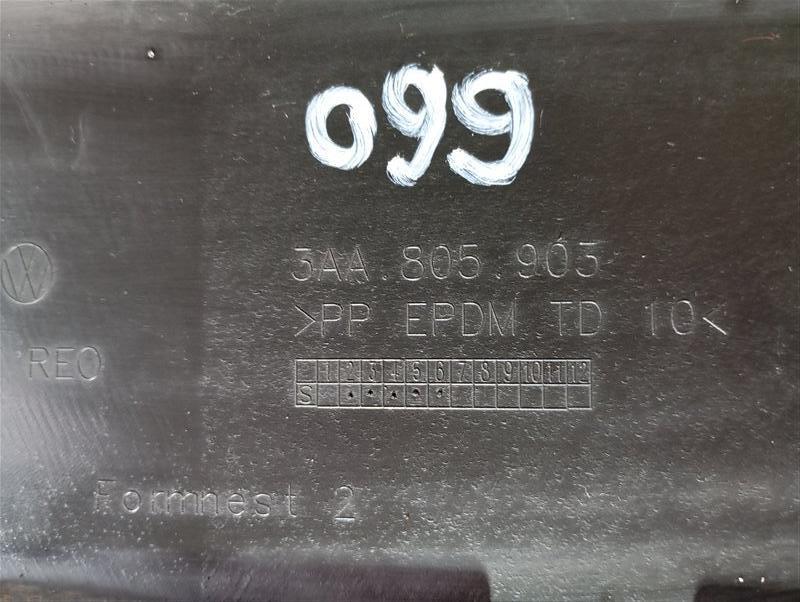 099
3AA.805.903
>PP EPDM TD 10<
REO
1 2 3 4 5 6 7 8 9 10 11 12
S
Formnest 2